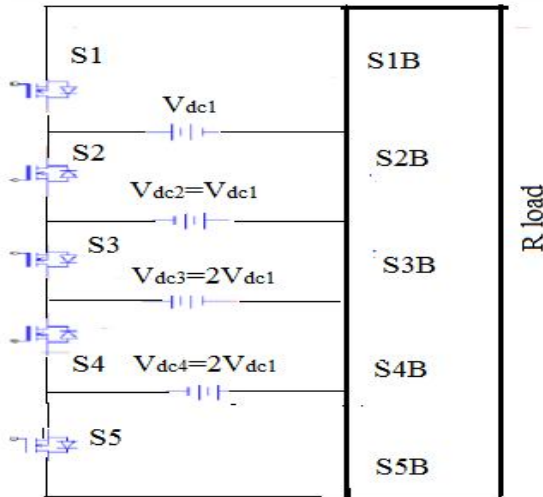 S1
S1B
Vdc1
S2
S2B
Vdc2=Vdc1
S3
S3B
Vdc3=2Vdc1
S4
Vdc4=2Vdc1
S4B
S5
S5B
R load